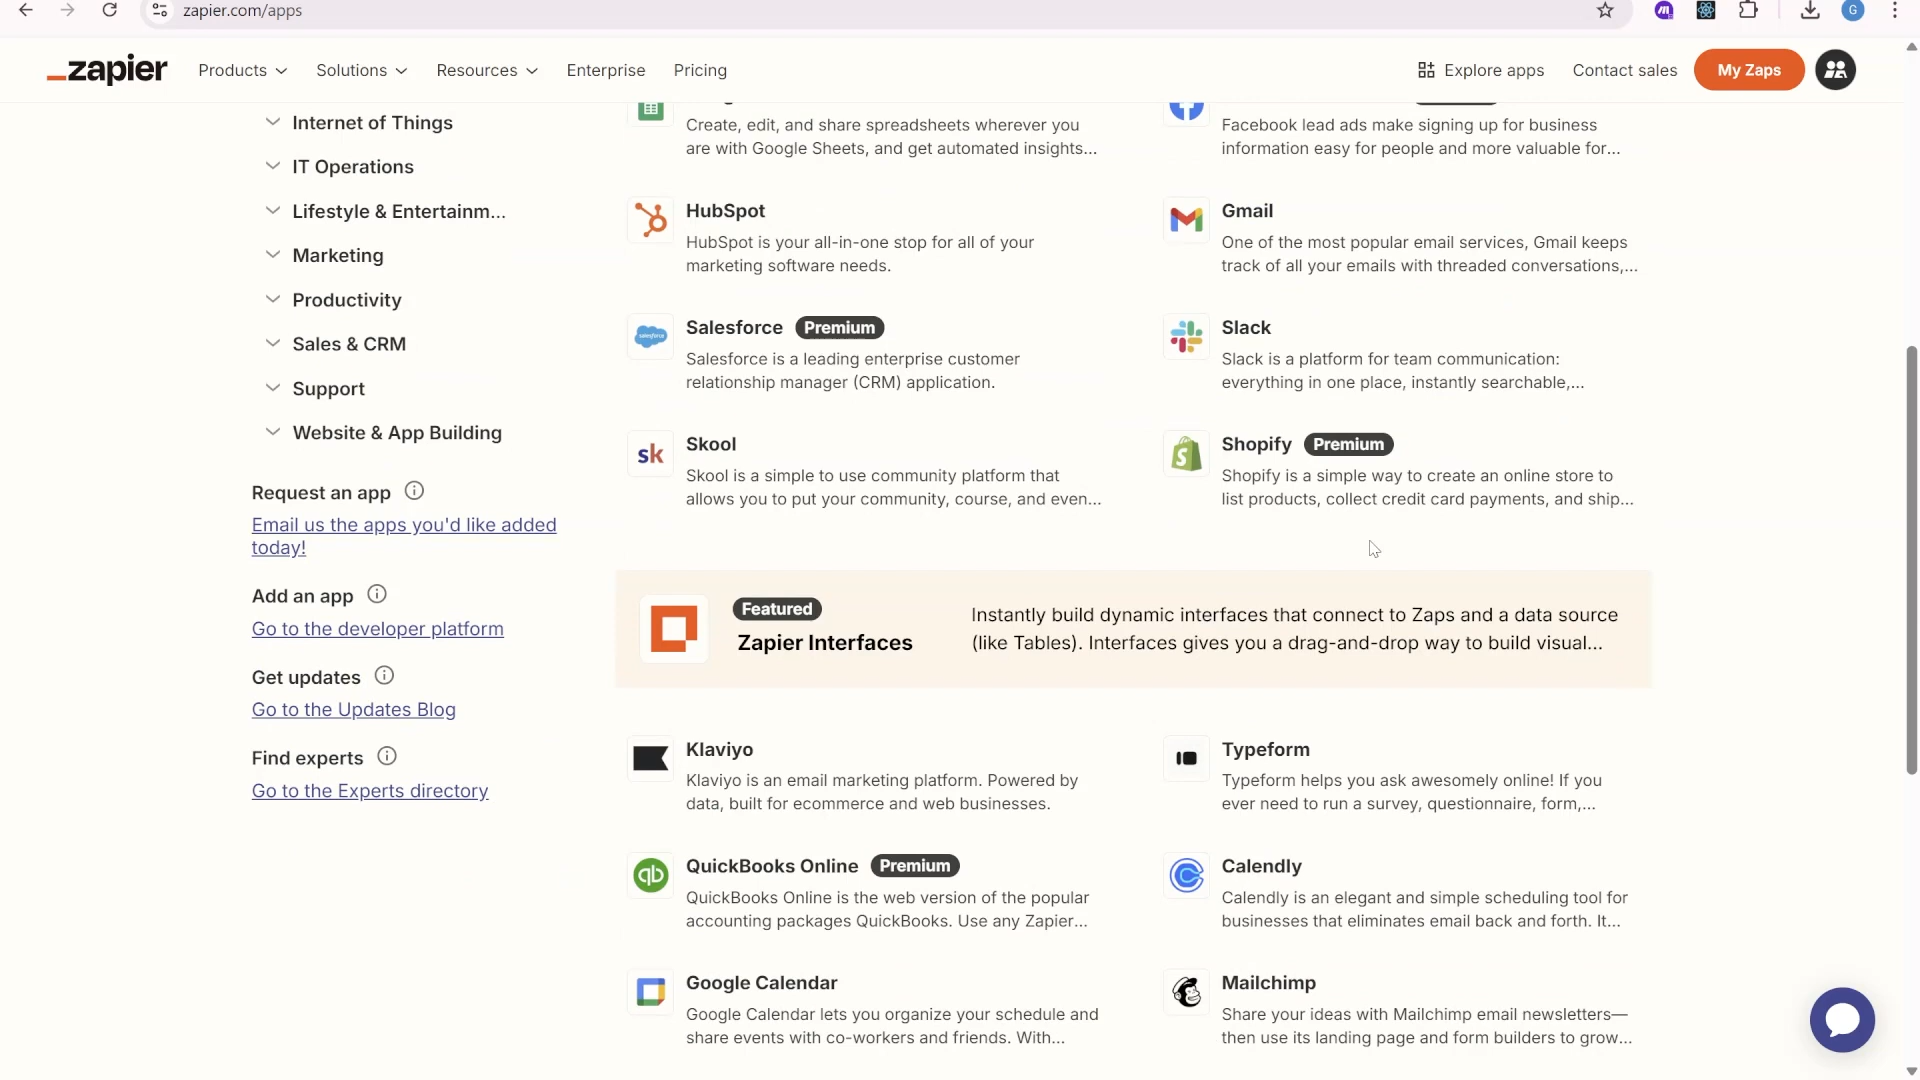 zapier.com/apps
G
zapier
Products
Solutions
Resources
Enterprise
Pricing
Explore apps
Contact sales
My Zaps
Internet of Things
IT Operations
Lifestyle & Entertainm...
Marketing
Productivity
Sales & CRM
Support
Website & App Building
Request an app
Email us the apps you'd like added
today!
Add an app
Go to the developer platform
Get updates
Go to the Updates Blog
Find experts
Go to the Experts directory
Create, edit, and share spreadsheets wherever you
are with Google Sheets, and get automated insights...
Facebook lead ads make signing up for business
information easy for people and more valuable for...
HubSpot
HubSpot is your all-in-one stop for all of your
marketing software needs.
Gmail
One of the most popular email services, Gmail keeps
track of all your emails with threaded conversations,...
salesforce
Salesforce Premium
Salesforce is a leading enterprise customer
relationship manager (CRM) application.
Slack
Slack is a platform for team communication:
everything in one place, instantly searchable,...
sk
Skool
Skool is a simple to use community platform that
allows you to put your community, course, and even...
Shopify Premium
Shopify is a simple way to create an online store to
list products, collect credit card payments, and ship...
Featured
Zapier Interfaces
Instantly build dynamic interfaces that connect to Zaps and a data source
(like Tables). Interfaces gives you a drag-and-drop way to build visual...
Klaviyo
Klaviyo is an email marketing platform. Powered by
data, built for ecommerce and web businesses.
Typeform
Typeform helps you ask awesomely online! If you
ever need to run a survey, questionnaire, form,...
qb
QuickBooks Online Premium
QuickBooks Online is the web version of the popular
accounting packages QuickBooks. Use any Zapier...
Calendly
Calendly is an elegant and simple scheduling tool for
businesses that eliminates email back and forth. It...
Google Calendar
Google Calendar lets you organize your schedule and
share events with co-workers and friends. With...
Mailchimp
Share your ideas with Mailchimp email newsletters—
then use its landing page and form builders to grow...